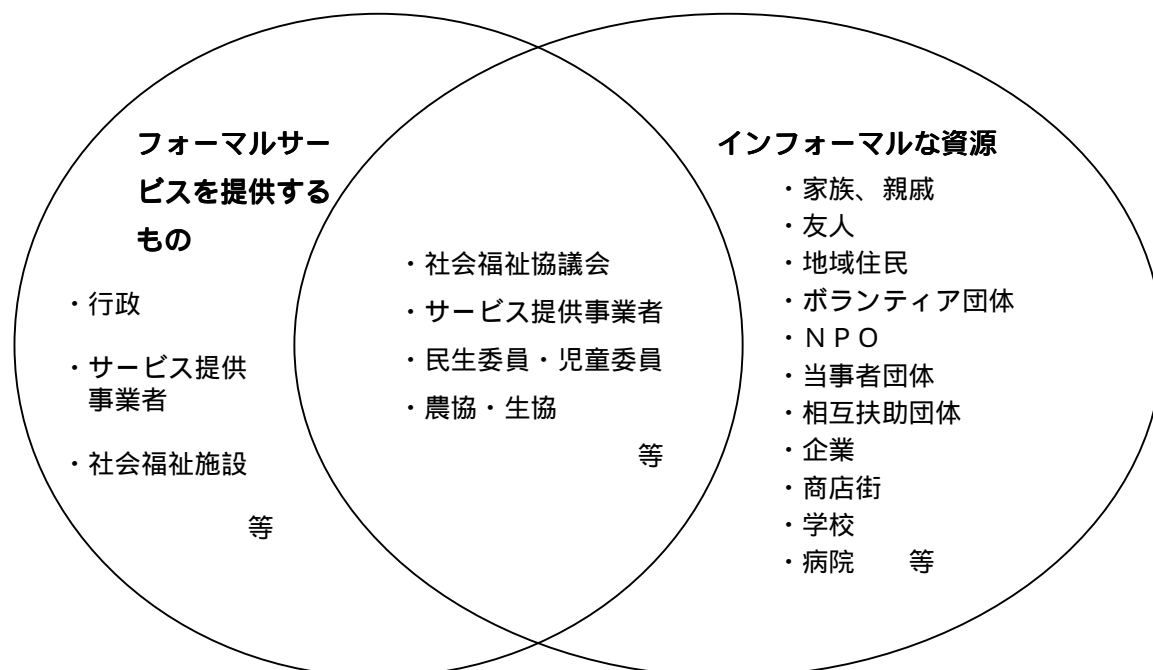 フォーマルサー
ビスを提供する
もの
・行政
・サービス提供
事業者
・社会福祉施設
等
・社会福祉協議会
・サービス提供事業者
・民生委員・児童委員
・農協・生協
等
インフォーマルな資源
・家族、親戚
・友人
・地域住民
・ボランティア団体
・ＮＰＯ
・当事者団体
・相互扶助団体
・企業
・商店街
・学校
・病院　　等